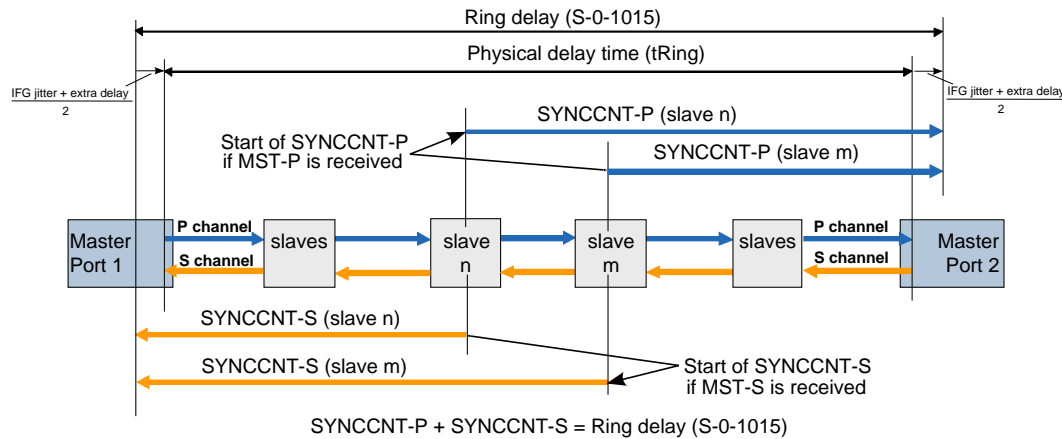 Ring delay (S-0-1015)
Physical delay time (tRing)
IFG jitter + extra delay
2
IFG jitter + extra delay
2
SYNCCNT-P (slave n)
Start of SYNCCNT-P
if MST-P is received
SYNCCNT-P (slave m)
Master
Port 1
P channel
S channel
slaves
slave
n
slave
m
slaves
P channel
S channel
Master
Port 2
SYNCCNT-S (slave n)
SYNCCNT-S (slave m)
Start of SYNCCNT-S
if MST-S is received
SYNCCNT-P + SYNCCNT-S = Ring delay (S-0-1015)